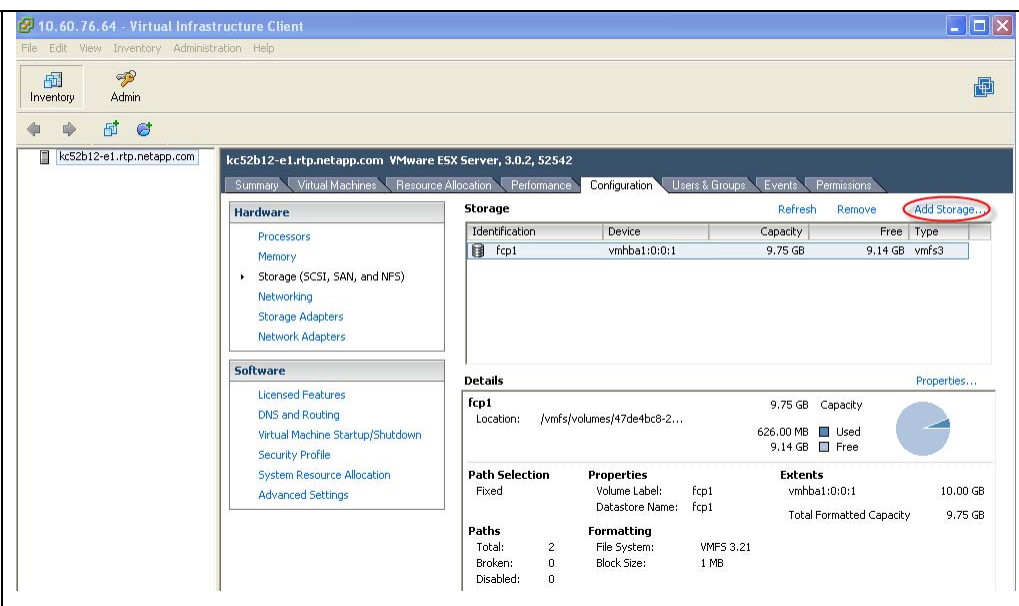 10.60.76.64 - Virtual Infrastructure Client
File Edit View Inventory Administration Help
Inventory Admin
kc52b12-e1.rtp.netapp.com
kc52b12-e1.rtp.netapp.com VMware ESX Server, 3.0.2, 52542
Summary Virtual Machines Resource Allocation Performance Configuration Users & Groups Events Permissions
Hardware
Processors
Memory
Storage (SCSI, SAN, and NFS)
Networking
Storage Adapters
Network Adapters
Software
Licensed Features
DNS and Routing
Virtual Machine Startup/Shutdown
Security Profile
System Resource Allocation
Advanced Settings
Storage Refresh Remove Add Storage...
Identification Device Capacity Free Type
fcp1 vmhba1:0:0:1 9.75 GB 9.14 GB vmfs3
Details Properties...
fcp1 9.75 GB Capacity
Location: /vmfs/volumes/47de4bc8-2...
626.00 MB Used
9.14 GB Free
Path Selection Properties Extents
Fixed Volume Label: fcp1 vmhba1:0:0:1 10.00 GB
Datastore Name: fcp1
Total Formatted Capacity 9.75 GB
Paths Formatting
Total: 2 File System: VMFS 3.21
Broken: 0 Block Size: 1 MB
Disabled: 0